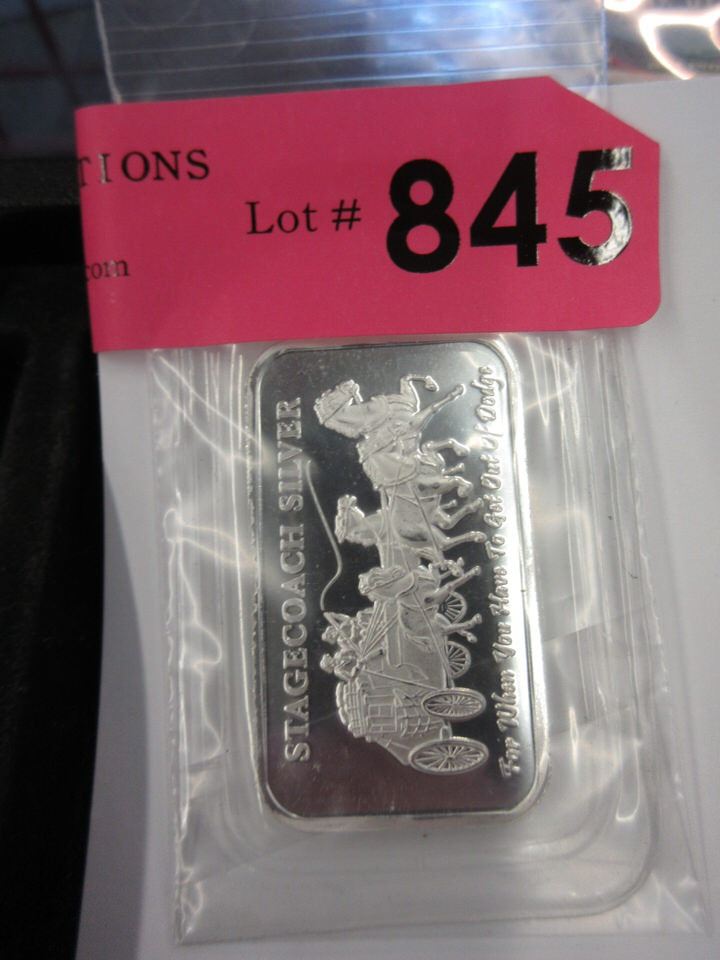 TIONS
Lot # 845
com
STAGECOACH SILVER
For When You Have To Get Out Of Dodge